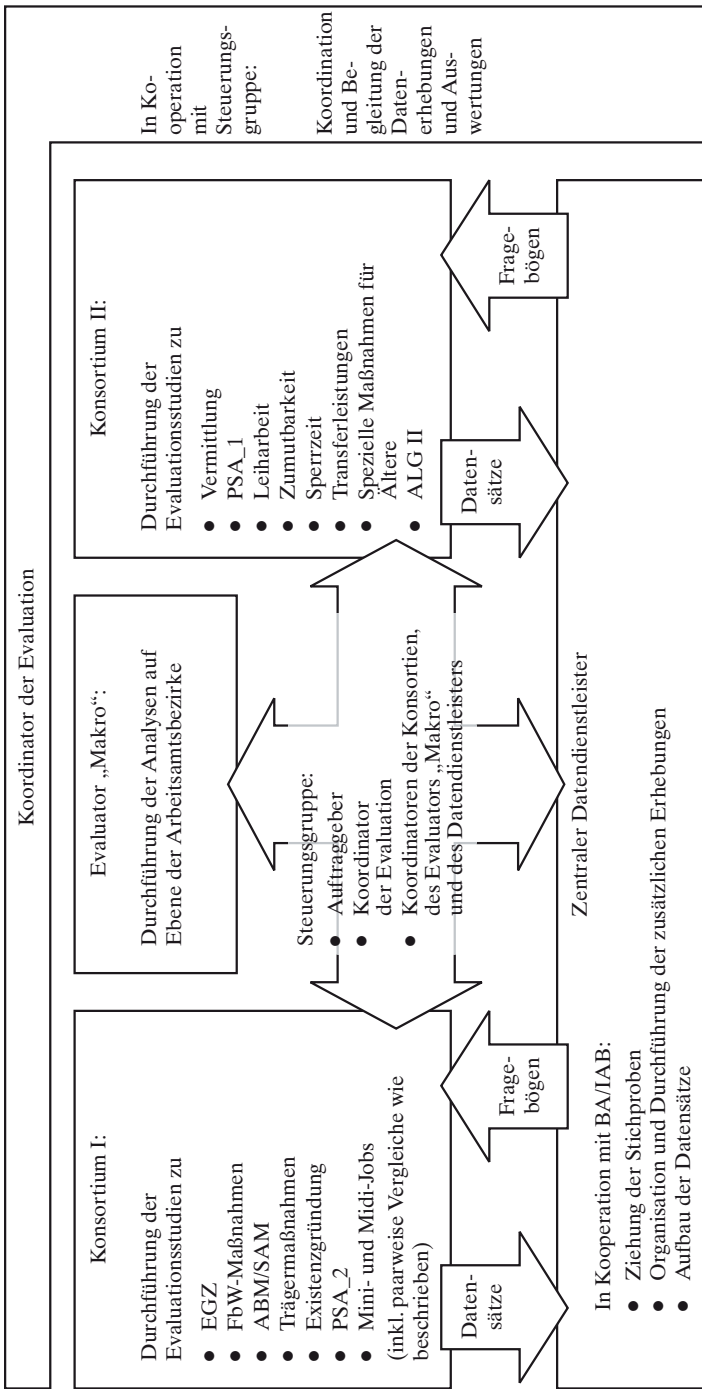 Koordinator der Evaluation
In Ko-
operation
mit
Steuerungs-
gruppe:
Koordination
und Be-
gleitung der
Daten-
erhebungen
und Aus-
wertungen
Konsortium I:
Durchführung der
Evaluationsstudien zu
● EGZ
● FbW-Maßnahmen
● ABM/SAM
● Trägermaßnahmen
● Existenzgründung
● PSA_2
● Mini- und Midi-Jobs
(inkl. paarweise Vergleiche wie
beschrieben)
Evaluator „Makro“:
Durchführung der Analysen auf
Ebene der Arbeitsamtsbezirke
Konsortium II:
Durchführung der
Evaluationsstudien zu
● Vermittlung
● PSA_1
● Leiharbeit
● Zumutbarkeit
● Sperrzeit
● Transferleistungen
● Spezielle Maßnahmen für
Ältere
● ALG II
Steuerungsgruppe:
● Auftraggeber
● Koordinator
der Evaluation
● Koordinatoren der Konsortien,
des Evaluators „Makro“
und des Datendienstleisters
Daten-
sätze
Frage-
bögen
Daten-
sätze
Frage-
bögen
Zentraler Datendienstleister
In Kooperation mit BA/IAB:
● Ziehung der Stichproben
● Organisation und Durchführung der zusätzlichen Erhebungen
● Aufbau der Datensätze